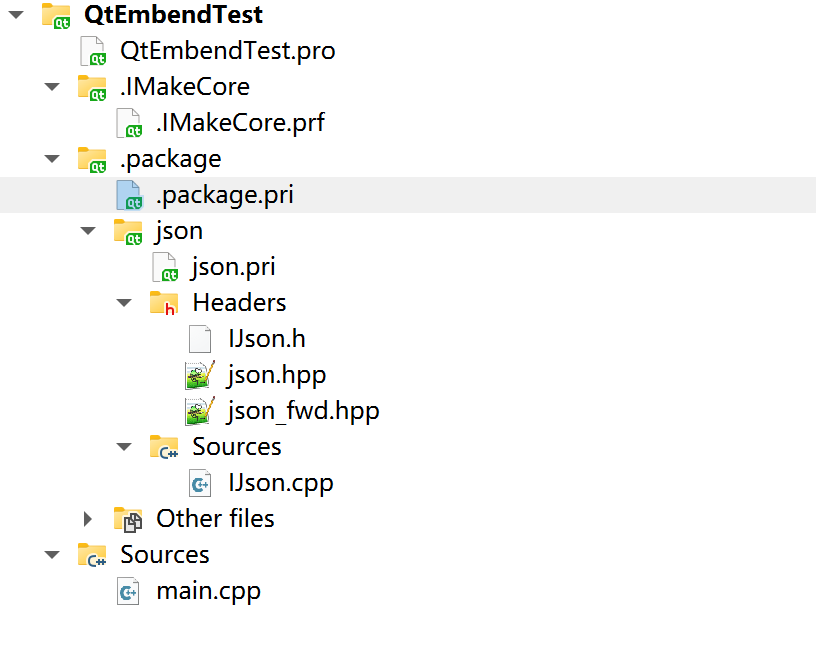 QtEmbendTest
QtEmbendTest.pro
.IMakeCore
.IMakeCore.prf
.package
.package.pri
json
json.pri
Headers
IJson.h
json.hpp
json_fwd.hpp
Sources
IJson.cpp
Other files
Sources
main.cpp